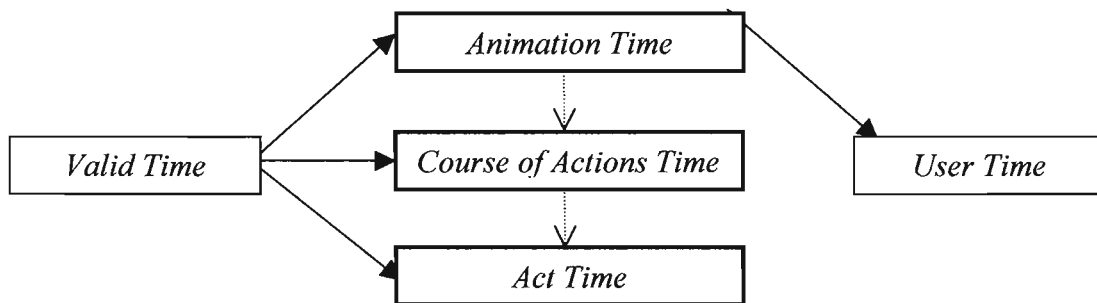 Animation Time
Valid Time
Course of Actions Time
User Time
Act Time